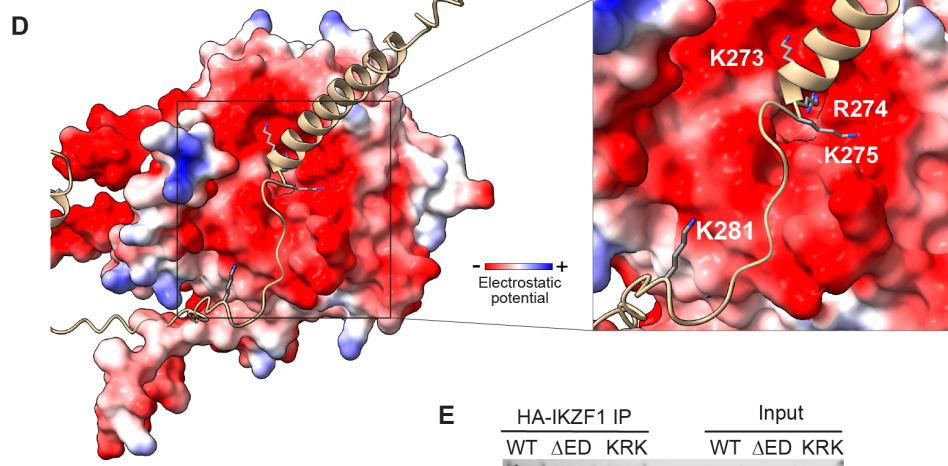 D
K273
R274
K275
K281
- +
Electrostatic
potential
E
HA-IKZF1 IP Input
WT ΔED KRK WT ΔED KRK